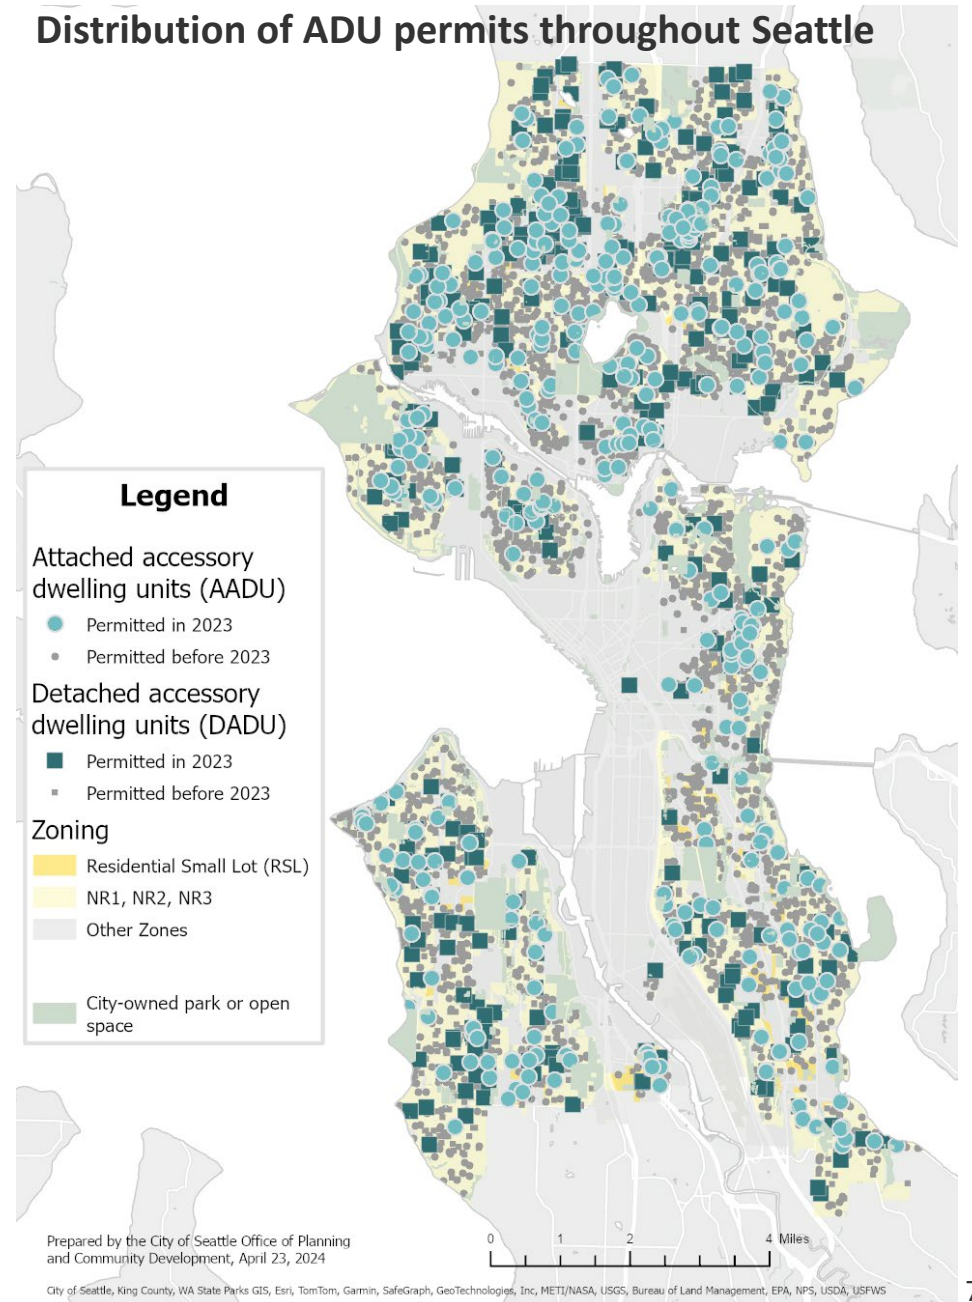 Distribution of ADU permits throughout Seattle
Legend
Attached accessory
dwelling units (AADU)
Permitted in 2023
Permitted before 2023
Detached accessory
dwelling units (DADU)
Permitted in 2023
Permitted before 2023
Zoning
Residential Small Lot (RSL)
NR1, NR2, NR3
Other Zones
City-owned park or open
space
Prepared by the City of Seattle Office of Planning
and Community Development, April 23, 2024
0 1 2 4 Miles
City of Seattle, King County, WA State Parks GIS, Esri, TomTom, Garmin, SafeGraph, GeoTechnologies, Inc, METI/NASA, USGS, Bureau of Land Management, EPA, NPS, USDA, USFWS